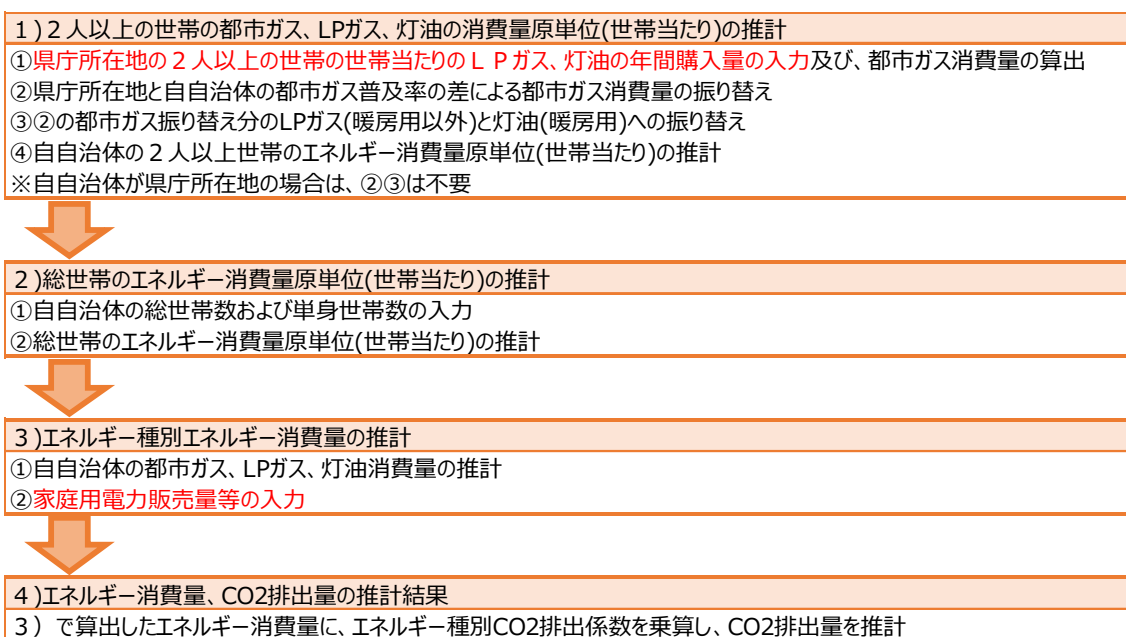 １)２人以上の世帯の都市ガス、LPガス、灯油の消費量原単位(世帯当たり)の推計
①県庁所在地の２人以上の世帯の世帯当たりのＬＰガス、灯油の年間購入量の入力及び、都市ガス消費量の算出
②県庁所在地と自自治体の都市ガス普及率の差による都市ガス消費量の振り替え
③②の都市ガス振り替え分のLPガス(暖房用以外)と灯油(暖房用)への振り替え
④自自治体の２人以上世帯のエネルギー消費量原単位(世帯当たり)の推計
※自自治体が県庁所在地の場合は、②③は不要
２)総世帯のエネルギー消費量原単位(世帯当たり)の推計
①自自治体の総世帯数および単身世帯数の入力
②総世帯のエネルギー消費量原単位(世帯当たり)の推計
３)エネルギー種別エネルギー消費量の推計
①自自治体の都市ガス、LPガス、灯油消費量の推計
②家庭用電力販売量等の入力
４)エネルギー消費量、CO2排出量の推計結果
３）で算出したエネルギー消費量に、エネルギー種別CO2排出係数を乗算し、CO2排出量を推計